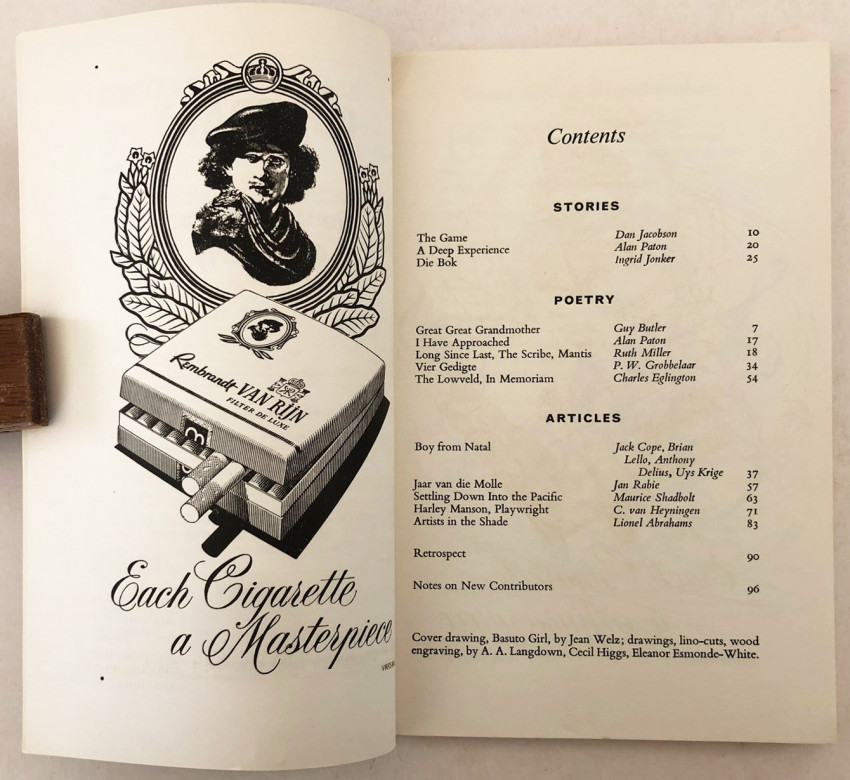 Rembrandt VAN RIJN
FILTER DE LUXE
Each Cigarette
a Masterpiece
Contents
STORIES
The Game Dan Jacobson 10
A Deep Experience Alan Paton 20
Die Bok Ingrid Jonker 25
POETRY
Great Great Grandmother Guy Butler 7
I Have Approached Alan Paton 17
Long Since Last, The Scribe, Mantis Ruth Miller 18
Vier Gedigte P. W. Grobbelaar 34
The Lowveld, In Memoriam Charles Eglington 54
ARTICLES
Boy from Natal Jack Cope, Brian
Lello, Anthony
Delius, Uys Krige 37
Jaar van die Molle Jan Rabie 57
Settling Down Into the Pacific Maurice Shadbolt 63
Harley Manson, Playwright C. van Heyningen 71
Artists in the Shade Lionel Abrahams 83
Retrospect 90
Notes on New Contributors 96
Cover drawing, Basuto Girl, by Jean Welz; drawings, lino-cuts, wood
engraving, by A. A. Langdown, Cecil Higgs, Eleanor Esmonde-White.